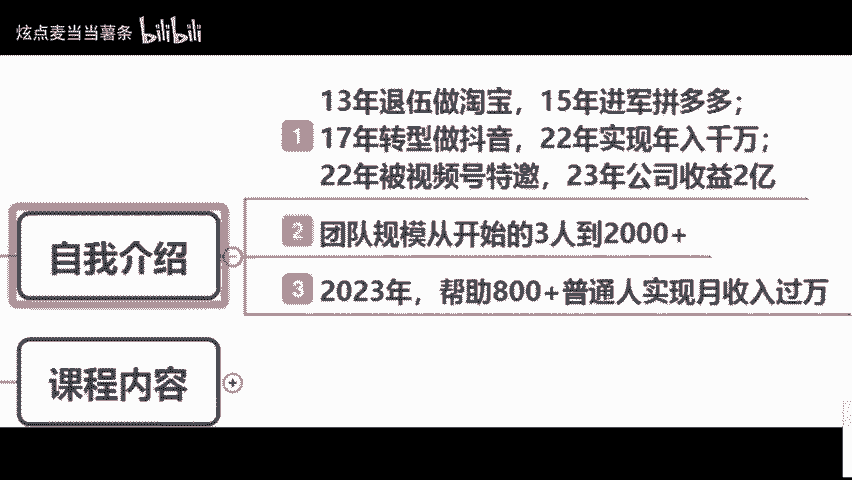 炫点麦当当薯条 bilibili
13年退伍做淘宝，15年进军拼多多；
1 17年转型做抖音，22年实现年入千万；
22年被视频号特邀，23年公司收益2亿
自我介绍
2 团队规模从开始的3人到2000+
3 2023年，帮助800+普通人实现月收入过万
课程内容